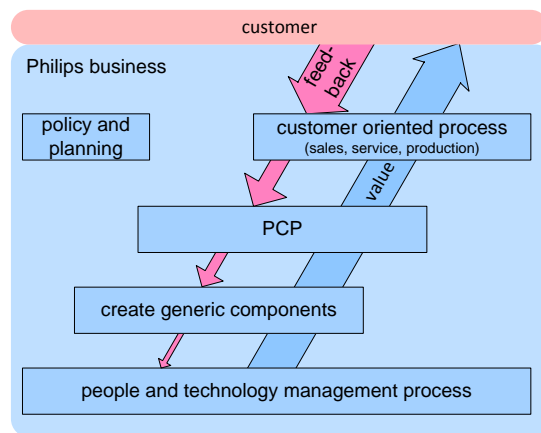 customer
Philips business
feed-
back
policy and
planning
customer oriented process
(sales, service, production)
value
PCP
create generic components
people and technology management process